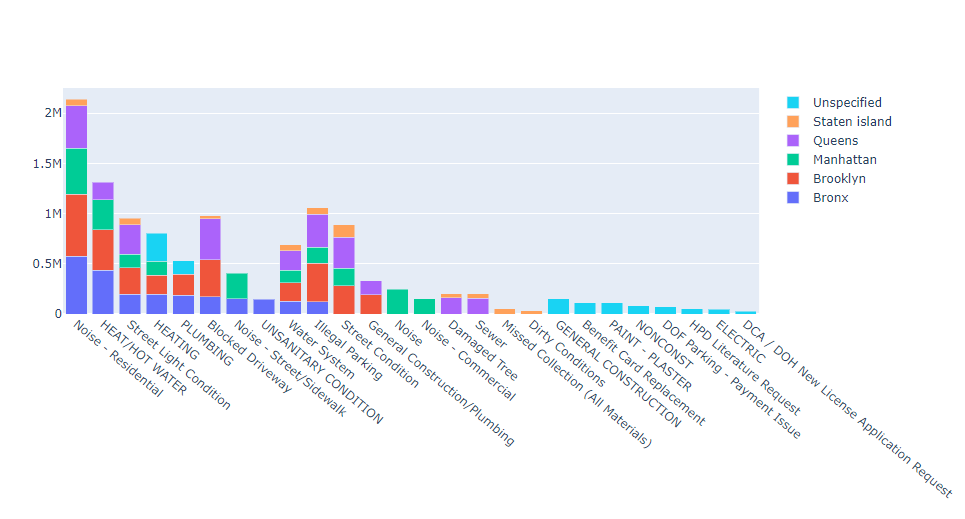 2M
1.5M
1M
0.5M
0
Noise - Residential
HEAT/HOT WATER
Street Light Condition
HEATING
PLUMBING
Blocked Driveway
Noise - Street/Sidewalk
UNSANITARY CONDITION
Water System
Illegal Parking
Street Condition
General Construction/Plumbing
Noise
Noise - Commercial
Damaged Tree
Sewer
Missed Collection (All Materials)
Dirty Conditions
GENERAL CONSTRUCTION
Benefit Card Replacement
PAINT - PLASTER
NONCONST
DOF Parking - Payment Issue
HPD Literature Request
ELECTRIC
DCA / DOH New License Application Request
Unspecified
Staten island
Queens
Manhattan
Brooklyn
Bronx